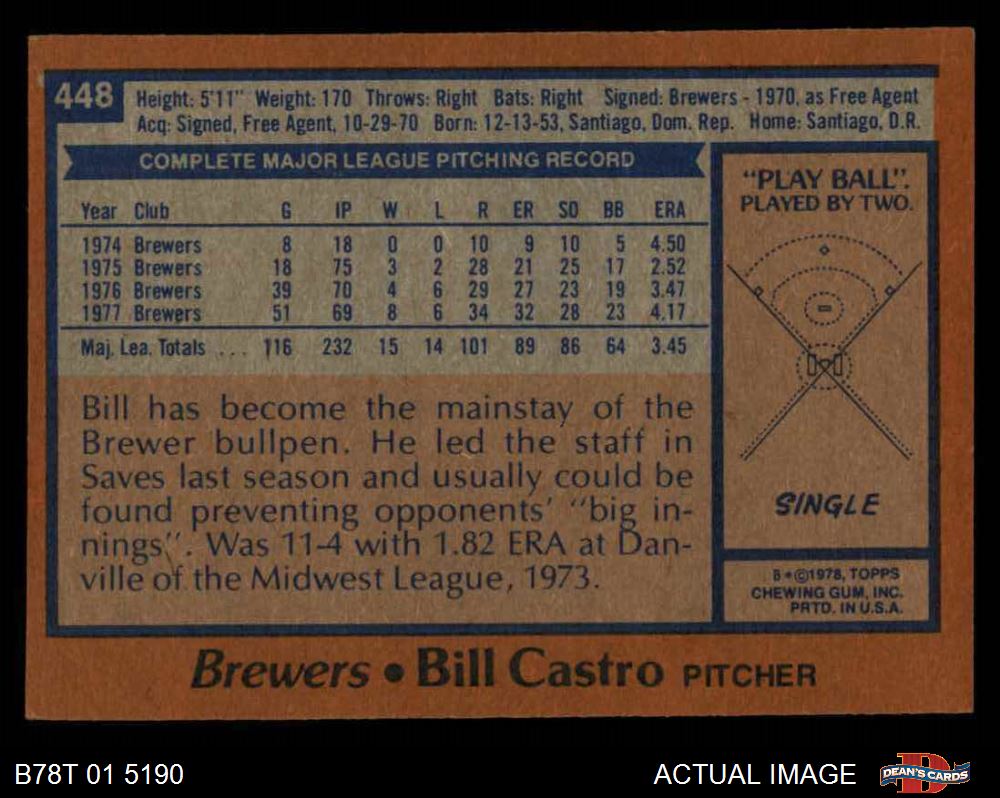 448
Height: 5'11" Weight: 170 Throws: Right Bats: Right Signed: Brewers - 1970, as Free Agent
Acq: Signed, Free Agent, 10-29-70 Born: 12-13-53, Santiago, Dom. Rep. Home: Santiago, D.R.
COMPLETE MAJOR LEAGUE PITCHING RECORD
Year Club G IP W L R ER SO BB ERA
1974 Brewers 8 18 0 0 10 9 10 5 4.50
1975 Brewers 18 75 3 2 28 21 25 17 2.52
1976 Brewers 39 70 4 6 29 27 23 19 3.47
1977 Brewers 51 69 8 6 34 32 28 23 4.17
Maj. Lea. Totals ... 116 232 15 14 101 89 86 64 3.45
Bill has become the mainstay of the
Brewer bullpen. He led the staff in
Saves last season and usually could be
found preventing opponents' "big in-
nings". Was 11-4 with 1.82 ERA at Dan-
ville of the Midwest League, 1973.
"PLAY BALL".
PLAYED BY TWO.
SINGLE
B*©1978, TOPPS
CHEWING GUM, INC.
PRTD. IN U.S.A.
Brewers • Bill Castro PITCHER
B78T 01 5190
ACTUAL IMAGE
DEAN'S CARDS